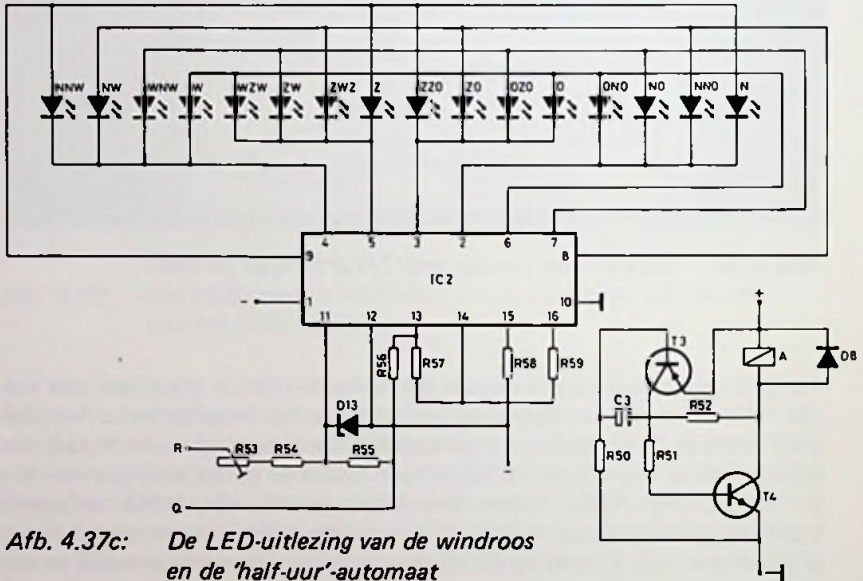 NNW NW WNW W WZW ZW ZWZ Z ZZO ZO OZO O ONO NO NNO N
4 5 3 2 6 7
9 8
IC2
- 1 10
11 12 13 14 15 16
+
R56 R57 R58 R59
T3
A D8
D13
C3 R52
R R53 R54 R55
R50 R51
Q
T4
Afb. 4.37c: De LED-uitlezing van de windroos
en de 'half-uur'-automaat